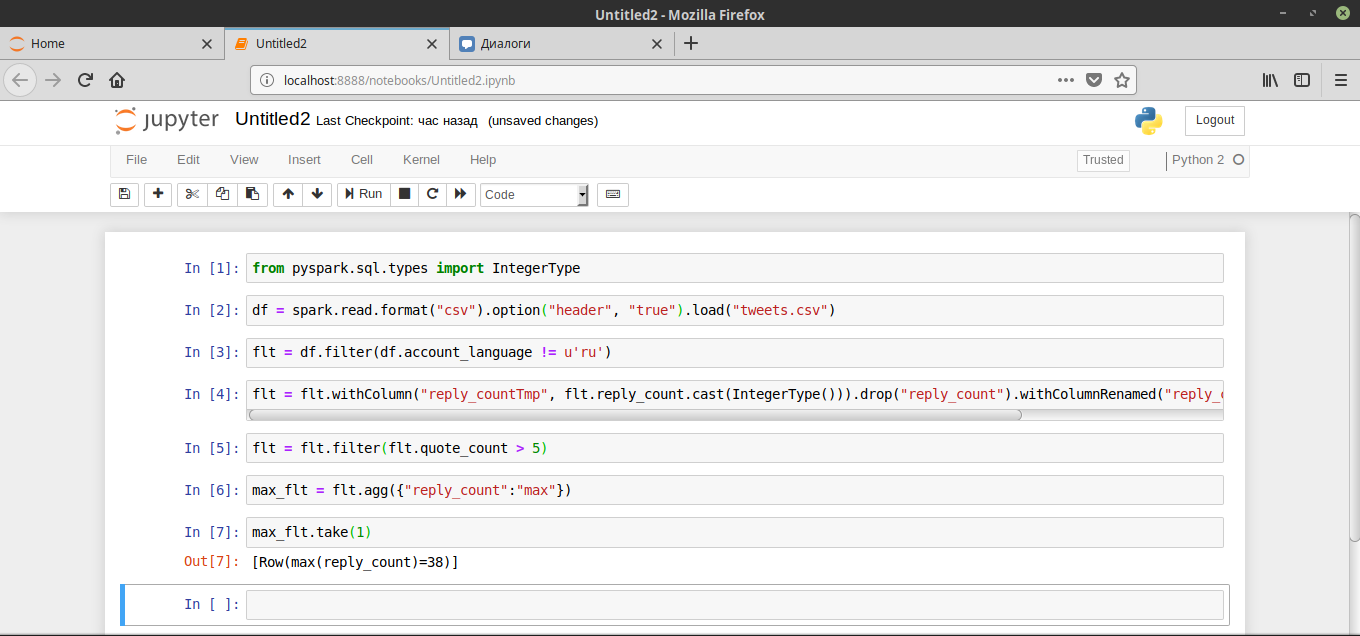 Untitled2 - Mozilla Firefox
Home
Untitled2
Диалоги
localhost:8888/notebooks/Untitled2.ipynb
jupyter Untitled2 Last Checkpoint: час назад (unsaved changes)
Logout
File Edit View Insert Cell Kernel Help
Trusted
Python 2
Run
Code
In [1]: from pyspark.sql.types import IntegerType
In [2]: df = spark.read.format("csv").option("header", "true").load("tweets.csv")
In [3]: flt = df.filter(df.account_language != u'ru')
In [4]: flt = flt.withColumn("reply_countTmp", flt.reply_count.cast(IntegerType())).drop("reply_count").withColumnRenamed("reply_
In [5]: flt = flt.filter(flt.quote_count > 5)
In [6]: max_flt = flt.agg({"reply_count":"max"})
In [7]: max_flt.take(1)
Out[7]: [Row(max(reply_count)=38)]
In [ ]: